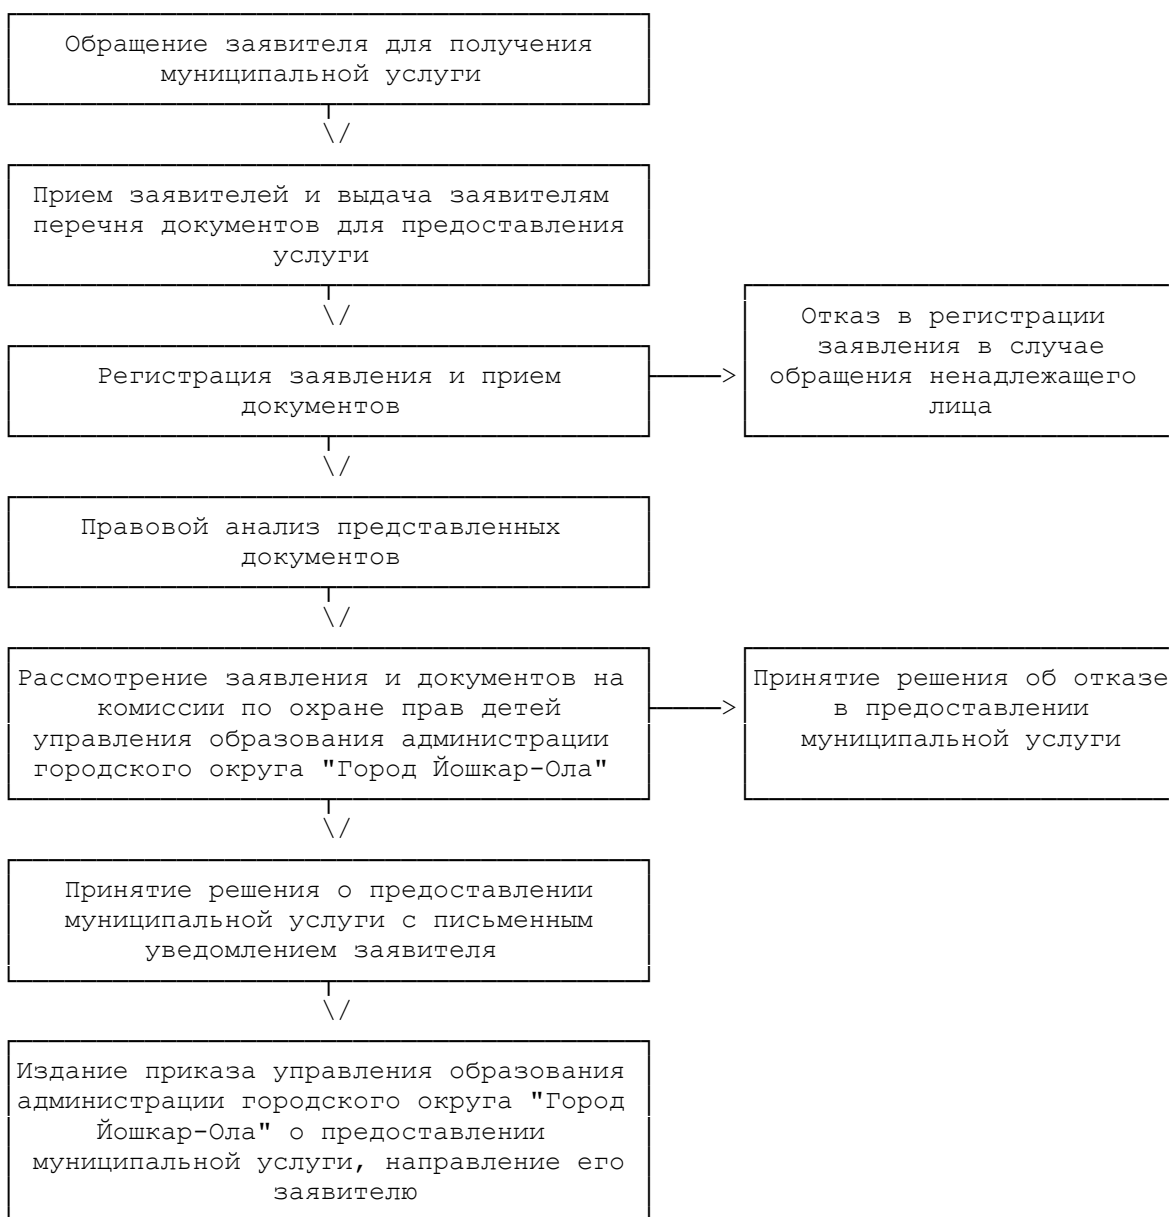 Обращение заявителя для получения
муниципальной услуги
Прием заявителей и выдача заявителям
перечня документов для предоставления
услуги
Регистрация заявления и прием
документов
Отказ в регистрации
заявления в случае
обращения ненадлежащего
лица
Правовой анализ представленных
документов
Рассмотрение заявления и документов на
комиссии по охране прав детей
управления образования администрации
городского округа "Город Йошкар-Ола"
Принятие решения об отказе
в предоставлении
муниципальной услуги
Принятие решения о предоставлении
муниципальной услуги с письменным
уведомлением заявителя
Издание приказа управления образования
администрации городского округа "Город
Йошкар-Ола" о предоставлении
муниципальной услуги, направление его
заявителю